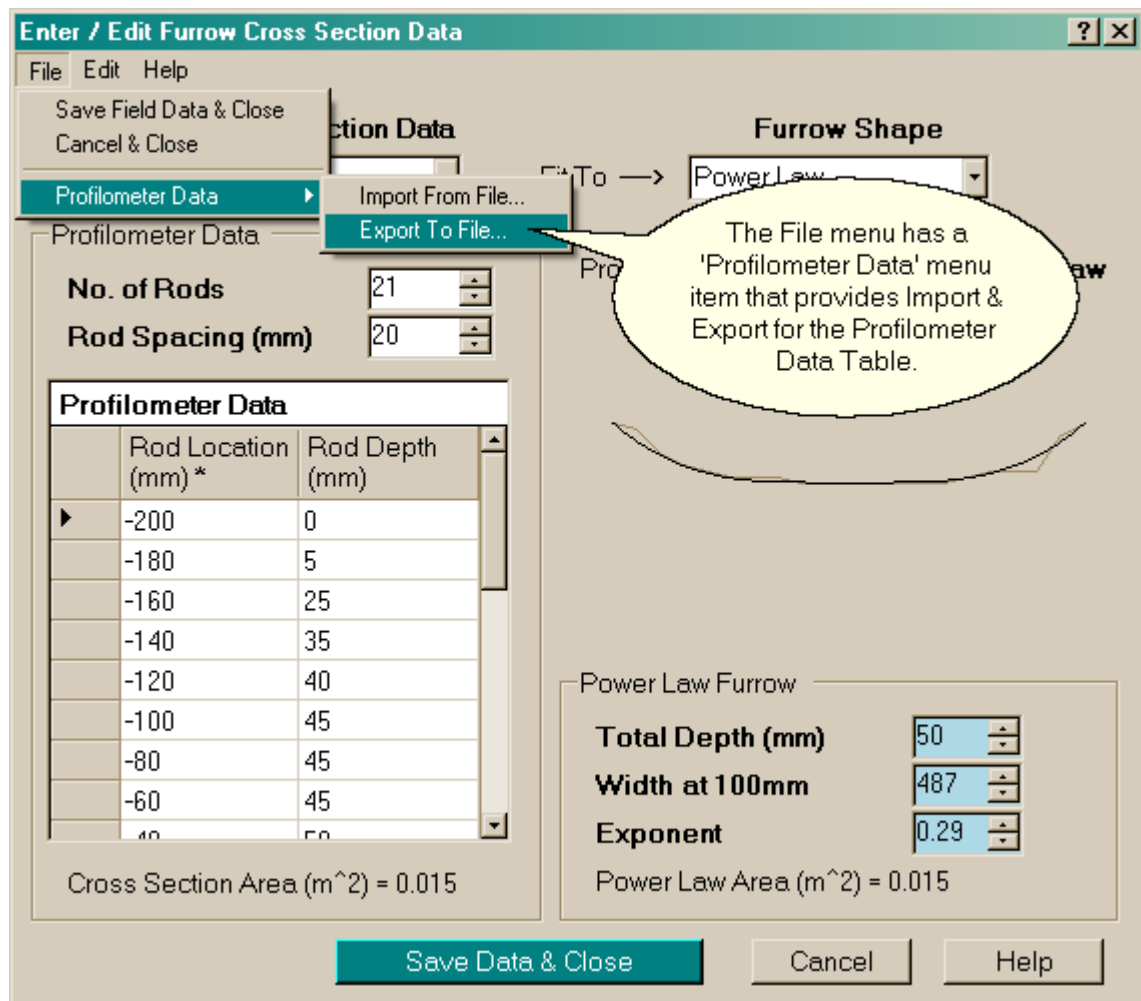 Enter / Edit Furrow Cross Section Data
File Edit Help
Save Field Data & Close
Cancel & Close
Profilometer Data
Import From File...
Export To File...
Data
Furrow Shape
To
Power Law
The File menu has a
'Profilometer Data' menu
item that provides Import &
Export for the Profilometer
Data Table.
Profilometer Data
No. of Rods 21
Rod Spacing (mm) 20
Profilometer Data
Rod Location (mm) * Rod Depth (mm)
-200 0
-180 5
-160 25
-140 35
-120 40
-100 45
-80 45
-60 45
-40 50
Cross Section Area (m^2) = 0.015
Power Law Furrow
Total Depth (mm) 50
Width at 100mm 487
Exponent 0.29
Power Law Area (m^2) = 0.015
Save Data & Close
Cancel
Help